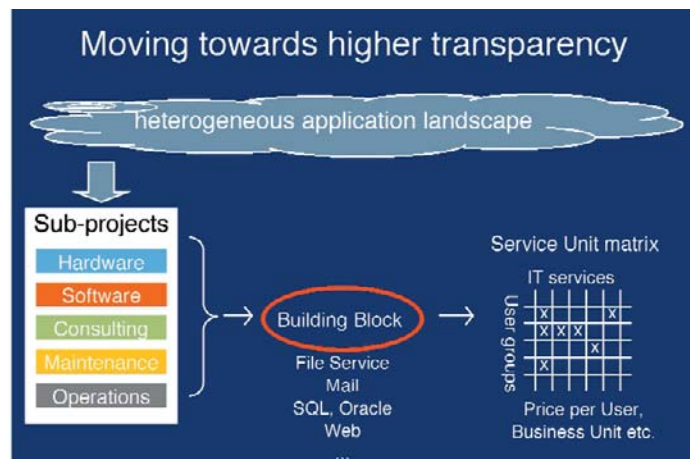 Moving towards higher transparency
heterogeneous application landscape
Sub-projects
Hardware
Software
Consulting
Maintenance
Operations
Building Block
File Service
Mail
SQL, Oracle
Web
...
Service Unit matrix
IT services
User groups
x x
x x x
x
x
Price per User,
Business Unit etc.